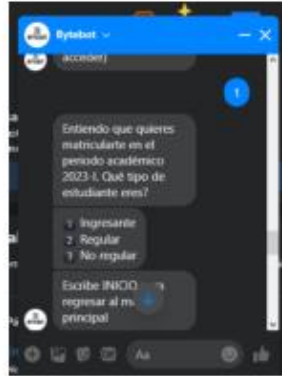 Bytebot
acceder)
1
Entiendo que quieres
matricularte en el
periodo académico
2023-I. Qué tipo de
estudiante eres?
1 Ingresante
2 Regular
3 No regular
Escribe INICIO
regresar al
principal
Aa